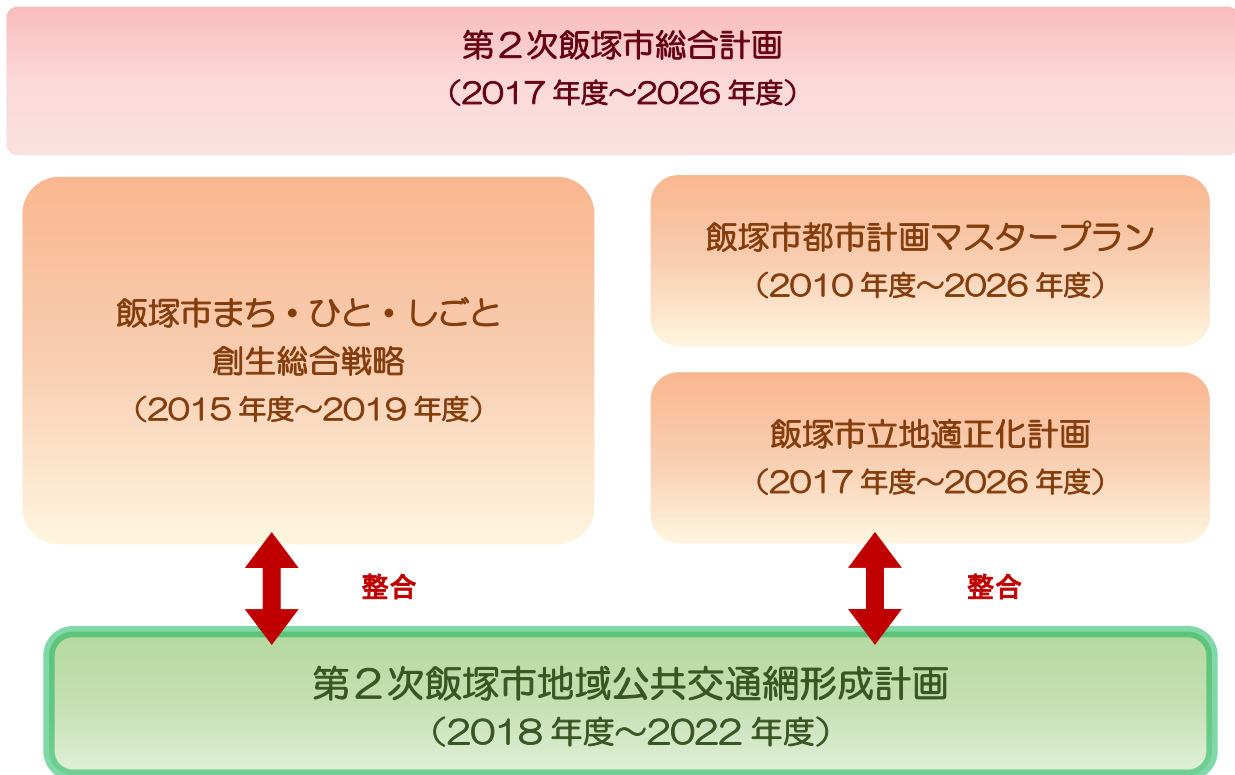 第２次飯塚市総合計画
（2017 年度～2026 年度）
飯塚市まち・ひと・しごと
創生総合戦略
（2015 年度～2019 年度）
飯塚市都市計画マスタープラン
（2010 年度～2026 年度）
飯塚市立地適正化計画
（2017 年度～2026 年度）
整合
整合
第２次飯塚市地域公共交通網形成計画
（2018 年度～2022 年度）